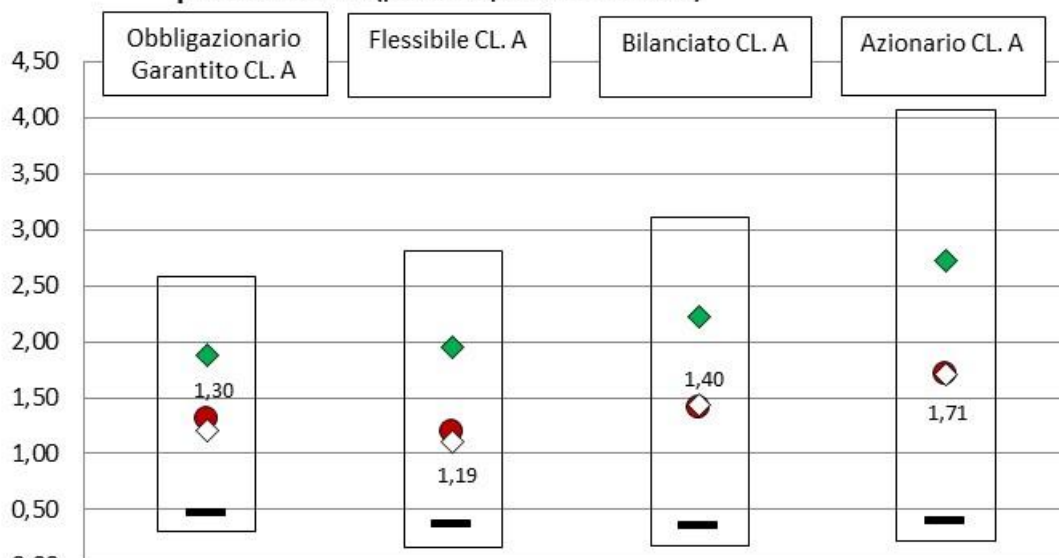 Obbligazionario
Garantito CL. A
Flessibile CL. A
Bilanciato CL. A
Azionario CL. A
4,50
4,00
3,50
3,00
2,50
2,00
1,50
1,00
0,50
1,30
1,19
1,40
1,71